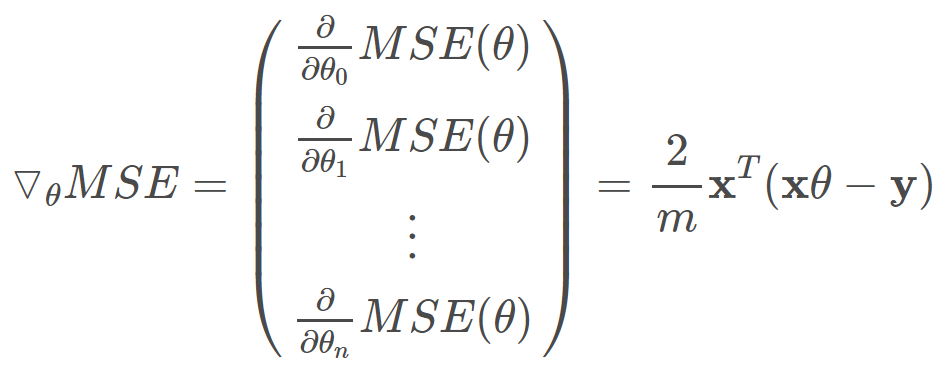 ▽θMSE = ( ∂/∂θ₀ MSE(θ)
∂/∂θ₁ MSE(θ)
⋮
∂/∂θₙ MSE(θ) ) = 2/m 𝐱ᵀ(𝐱θ − 𝐲)